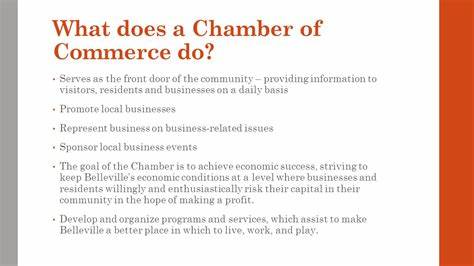 What does a Chamber of
Commerce do?
• Serves as the front door of the community – providing information to
visitors, residents and businesses on a daily basis
• Promote local businesses
• Represent business on business-related issues
• Sponsor local business events
• The goal of the Chamber is to achieve economic success, striving to
keep Belleville's economic conditions at a level where businesses and
residents willingly and enthusiastically risk their capital in their
community in the hope of making a profit.
• Develop and organize programs and services, which assist to make
Belleville a better place in which to live, work, and play.